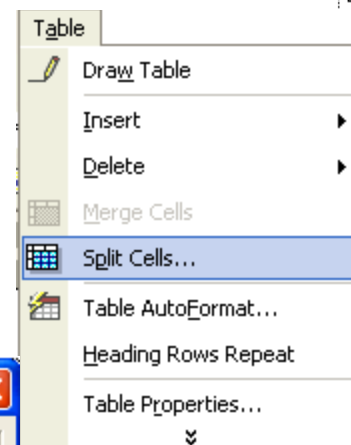 Table
Draw Table
Insert
Delete
Merge Cells
Split Cells...
Table AutoFormat...
Heading Rows Repeat
Table Properties...